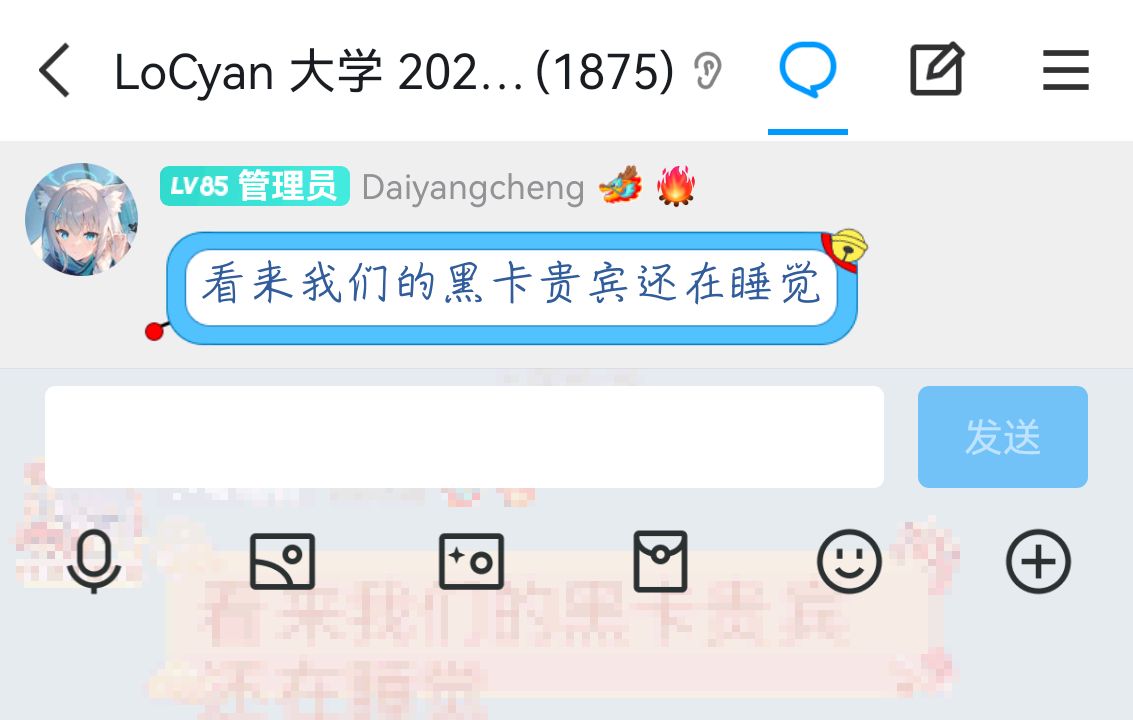 LoCyan 大学 202... (1875)
LV85 管理员 Daiyangcheng
看来我们的黑卡贵宾还在睡觉
发送
看来我们的黑卡贵宾
还在睡觉